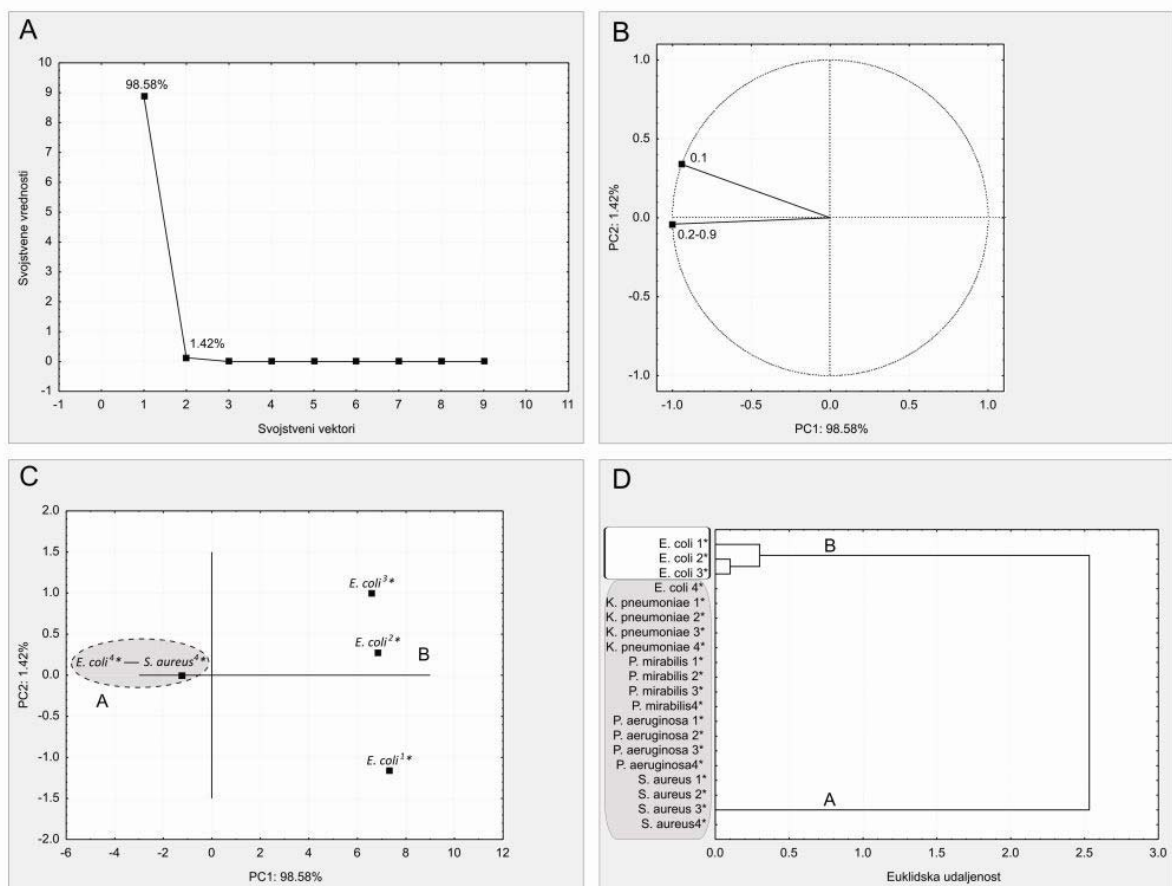 A
Svojstvene vrednosti
10
9
8
7
6
5
4
3
2
1
0
-1
98.58%
1.42%
-1 0 1 2 3 4 5 6 7 8 9 10 11
Svojstveni vektori
B
PC2: 1.42%
1.0
0.5
0.0
-0.5
-1.0
0.1
0.2-0.9
-1.0 -0.5 0.0 0.5 1.0
PC1: 98.58%
C
PC2: 1.42%
2.0
1.5
1.0
0.5
0.0
-0.5
-1.0
-1.5
-2.0
E. coli³*
E. coli²*
B
E. coli⁴* — S. aureus⁴*
A
E. coli¹*
-6 -4 -2 0 2 4 6 8 10 12
PC1: 98.58%
D
E. coli 1*
E. coli 2*
E. coli 3*
E. coli 4*
K. pneumoniae 1*
K. pneumoniae 2*
K. pneumoniae 3*
K. pneumoniae 4*
P. mirabilis 1*
P. mirabilis 2*
P. mirabilis 3*
P. mirabilis4*
P. aeruginosa 1*
P. aeruginosa 2*
P. aeruginosa 3*
P. aeruginosa4*
S. aureus 1*
S. aureus 2*
S. aureus 3*
S. aureus4*
B
A
0.0 0.5 1.0 1.5 2.0 2.5 3.0
Euklidska udaljenost